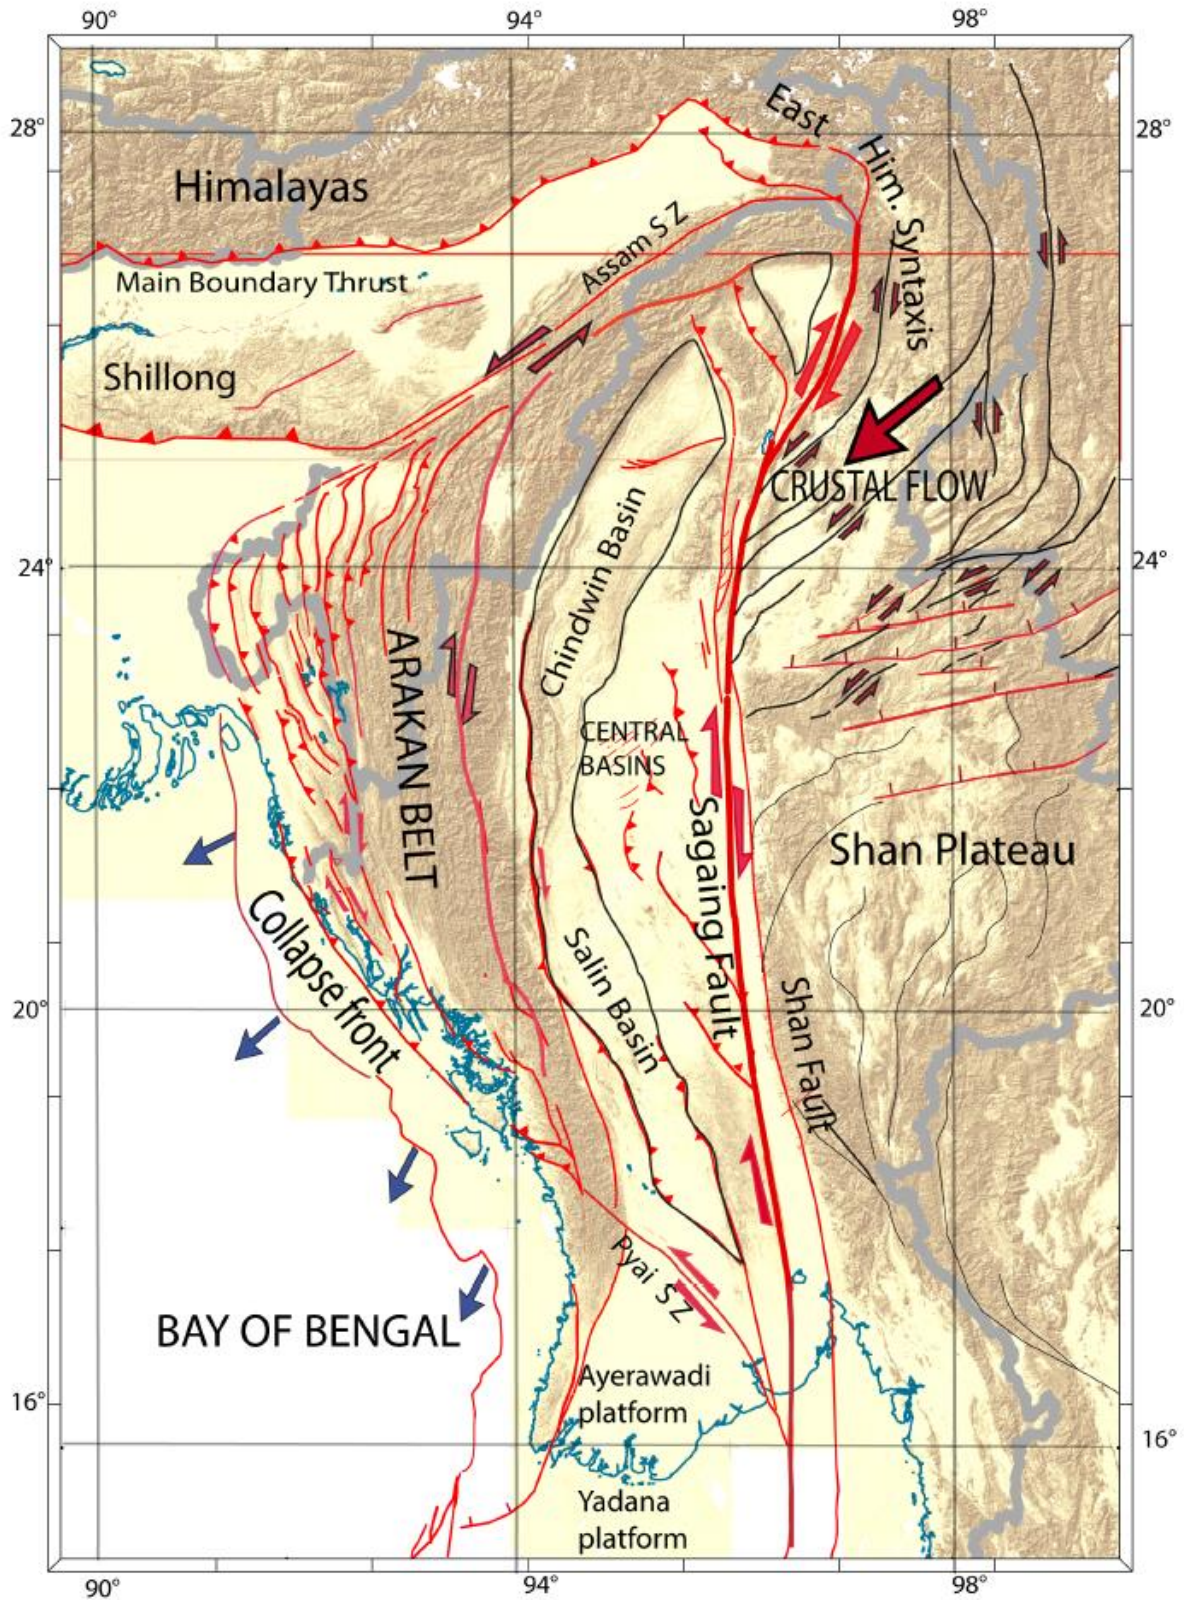 90°
94°
98°
28°
28°
East
Him. Syntaxis
Himalayas
Assam S Z
Main Boundary Thrust
Shillong
CRUSTAL FLOW
24°
24°
Chindwin Basin
ARAKAN BELT
CENTRAL
BASINS
Sagaing Fault
Shan Plateau
Collapse front
Salin Basin
Shan Fault
20°
20°
Pyai S Z
BAY OF BENGAL
Ayerawadi
platform
16°
16°
Yadana
platform
90°
94°
98°